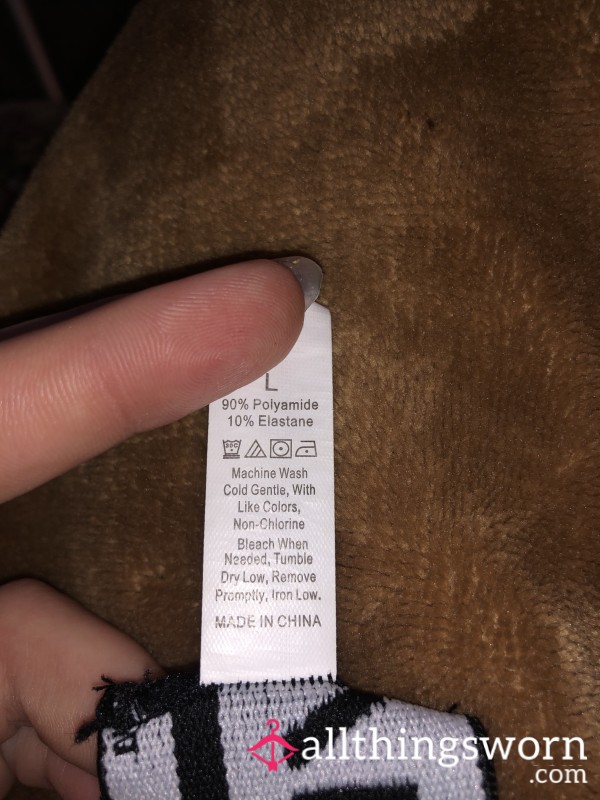 L
90% Polyamide
10% Elastane
30C
Machine Wash
Cold Gentle, With
Like Colors,
Non-Chlorine
Bleach When
Needed, Tumble
Dry Low, Remove
Promptly, Iron Low.
MADE IN CHINA
allthingsworn
.com